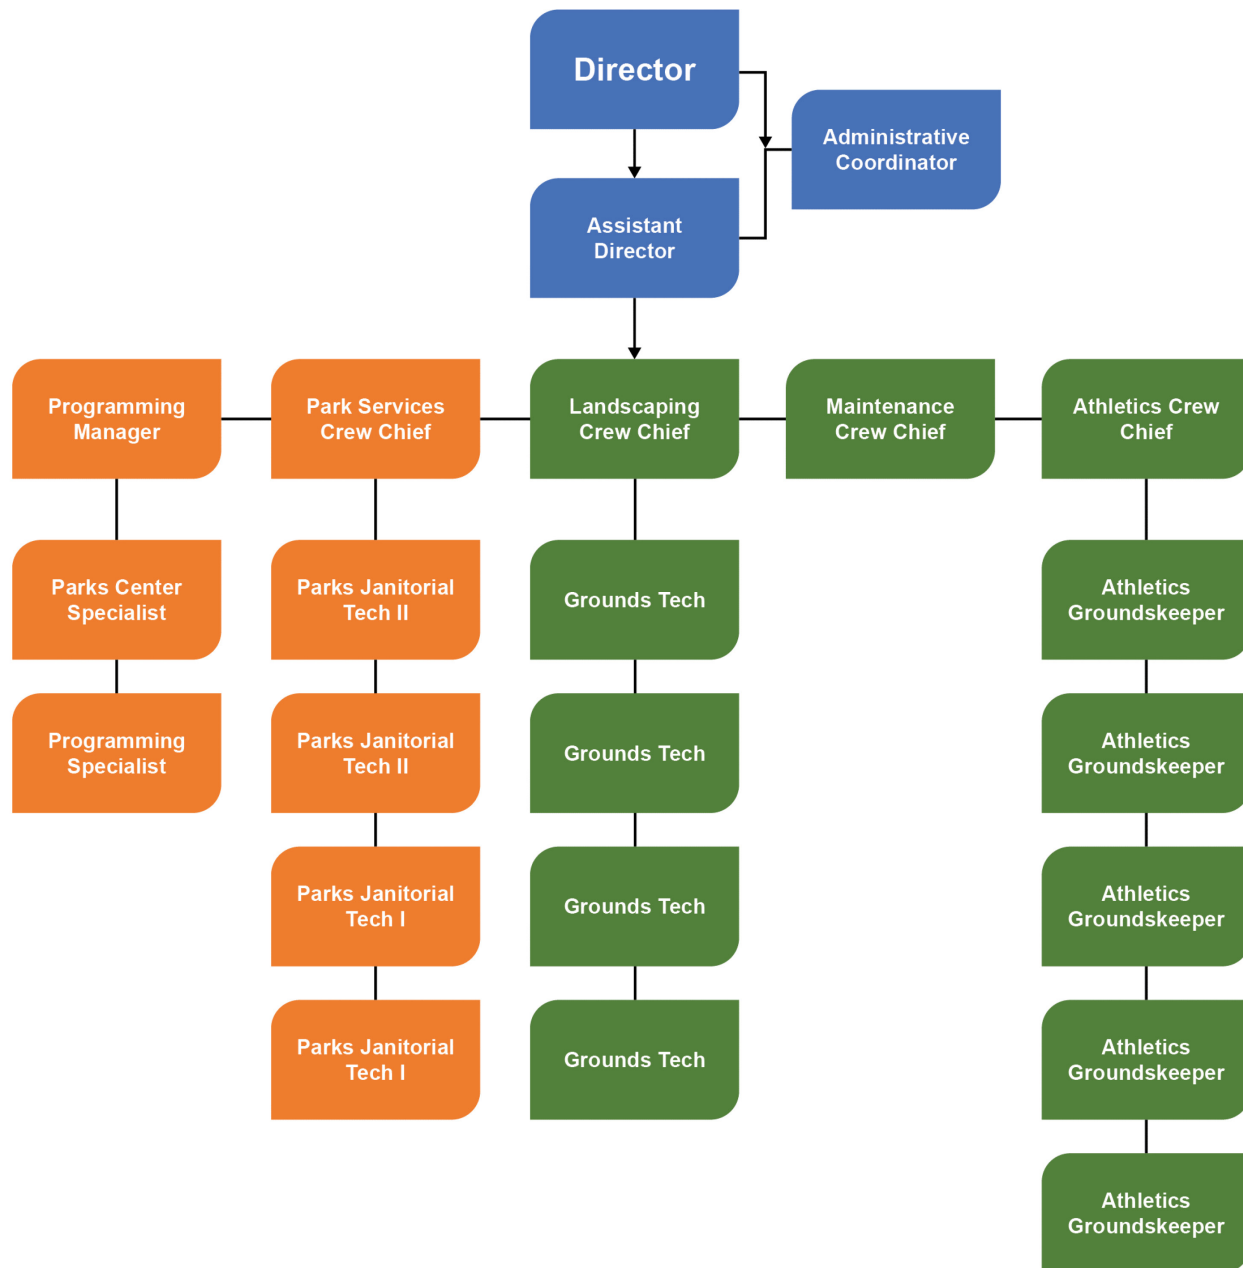 Director
Administrative
Coordinator
Assistant
Director
Programming
Manager
Park Services
Crew Chief
Landscaping
Crew Chief
Maintenance
Crew Chief
Athletics Crew
Chief
Parks Center
Specialist
Parks Janitorial
Tech II
Grounds Tech
Athletics
Groundskeeper
Programming
Specialist
Parks Janitorial
Tech II
Grounds Tech
Athletics
Groundskeeper
Parks Janitorial
Tech I
Grounds Tech
Athletics
Groundskeeper
Parks Janitorial
Tech I
Grounds Tech
Athletics
Groundskeeper
Athletics
Groundskeeper